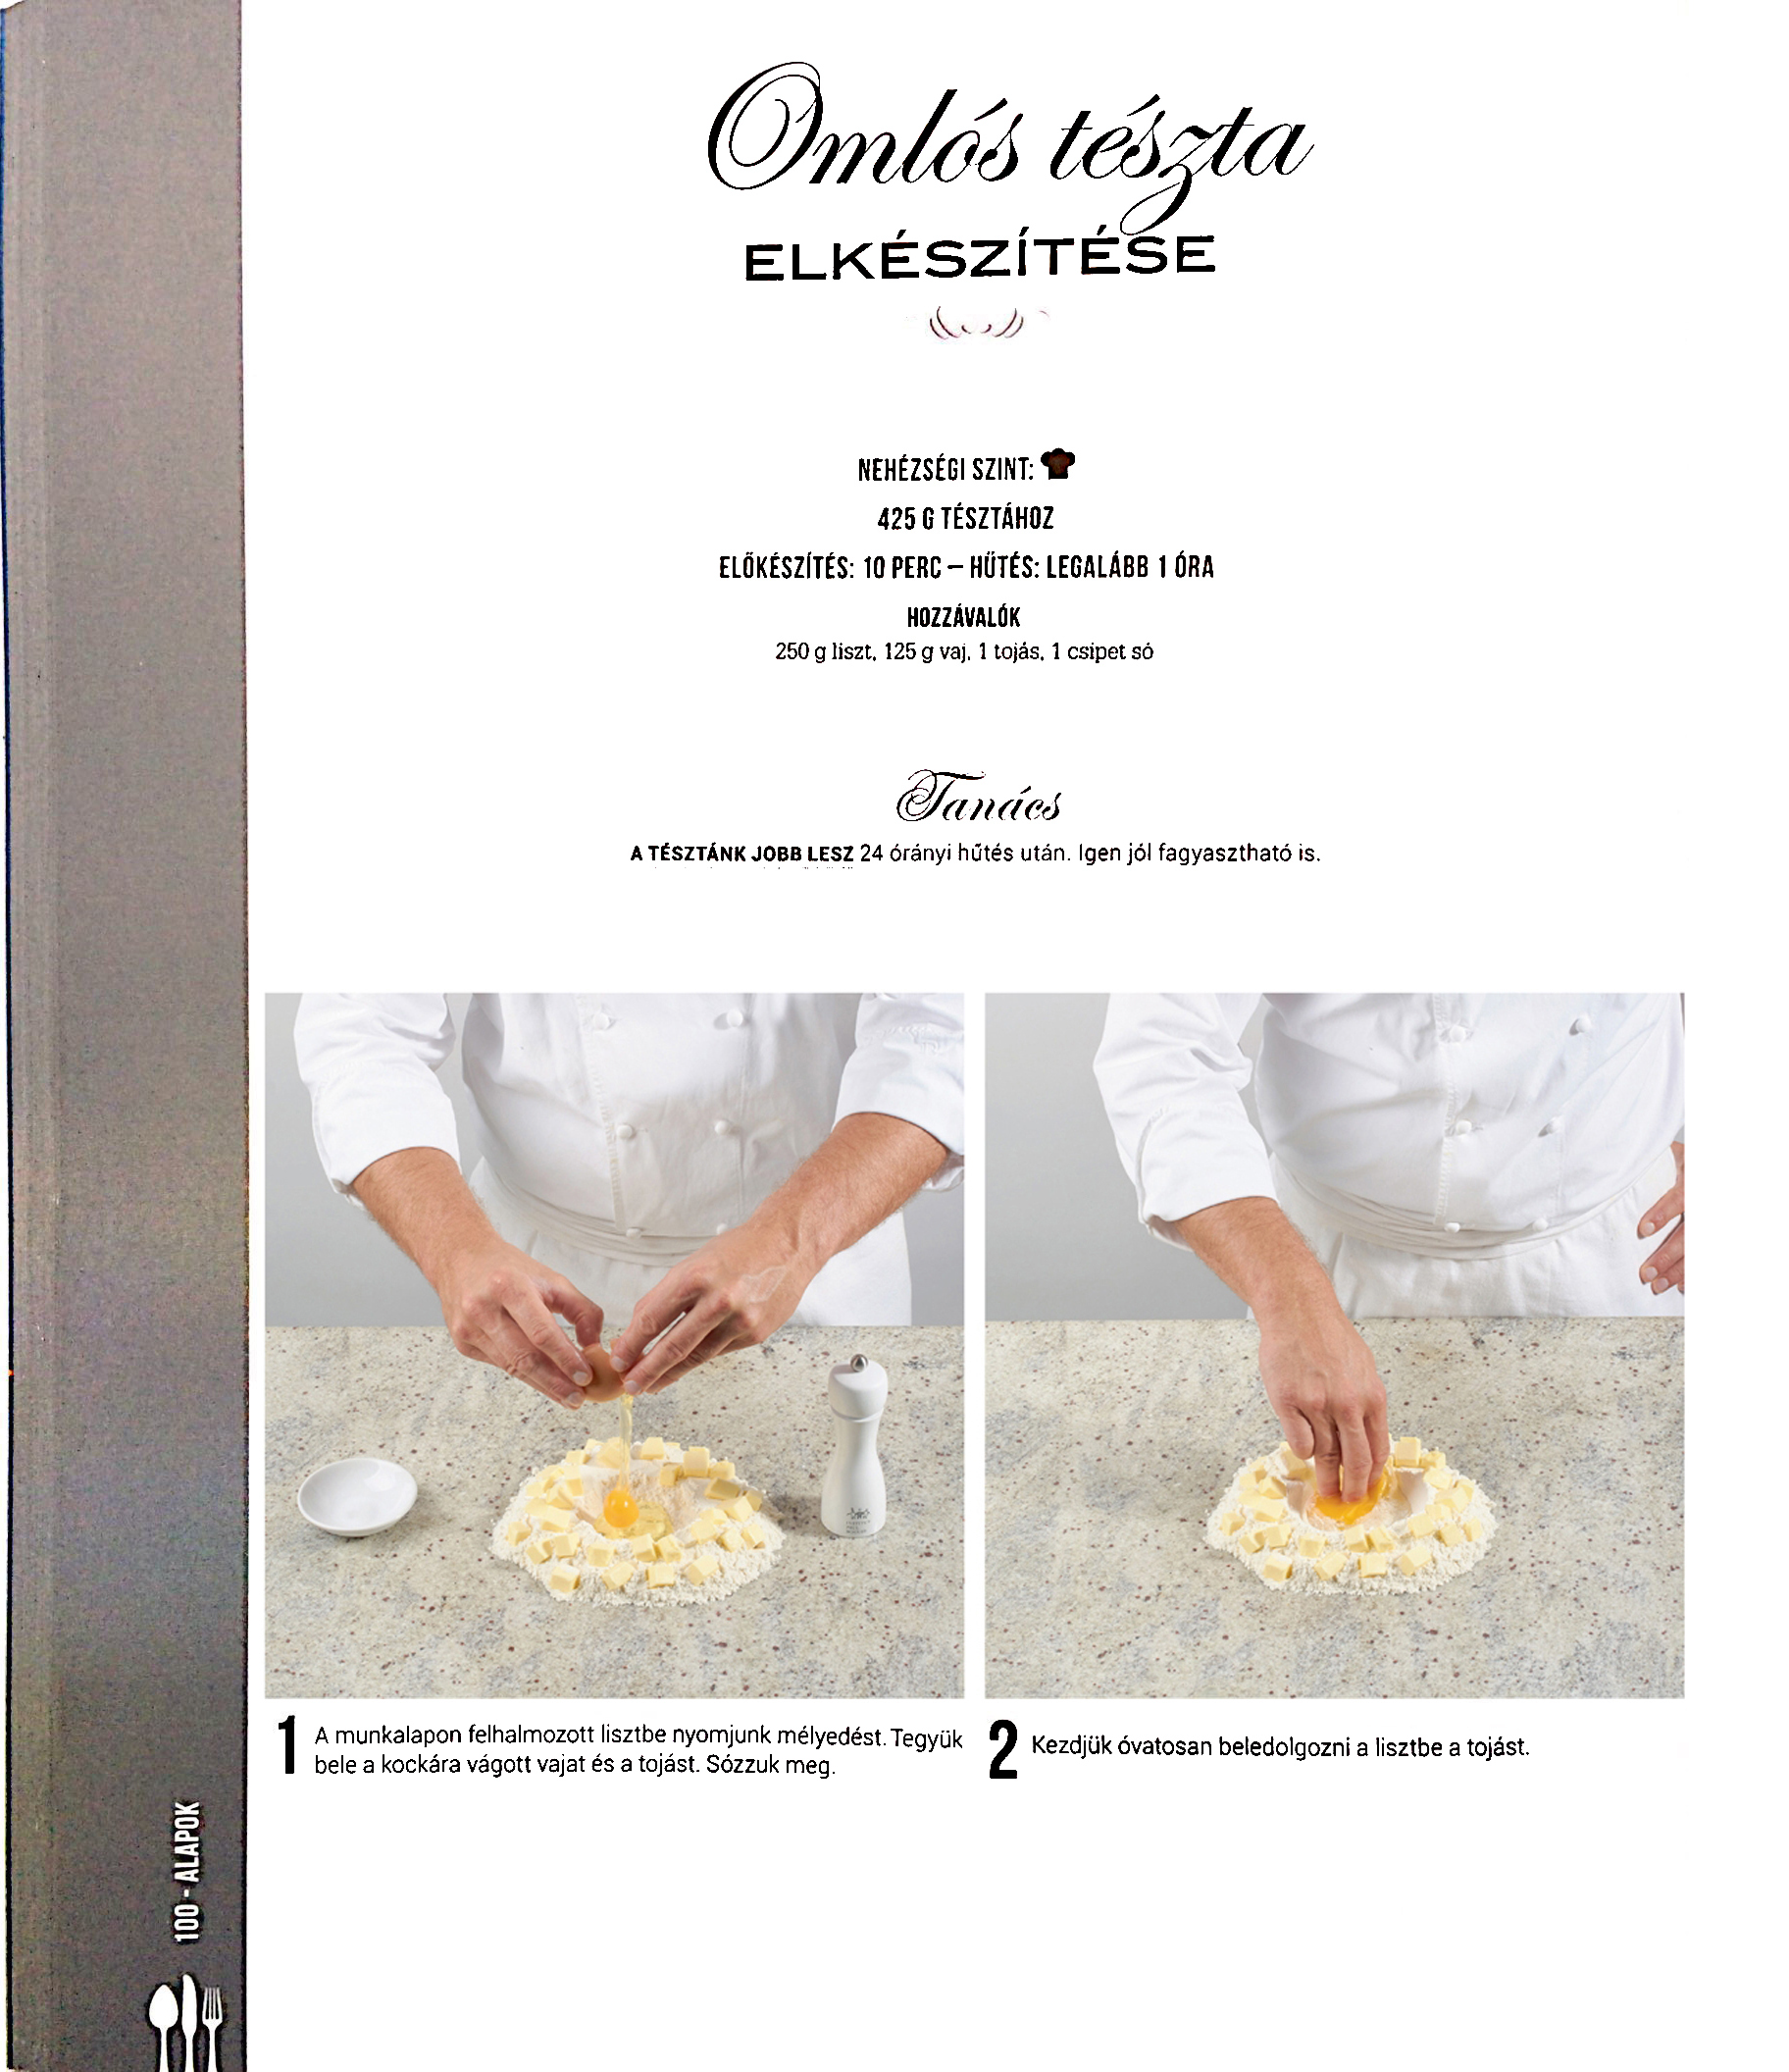 Omlós tészta
ELKÉSZÍTÉSE
NEHÉZSÉGI SZINT:
425 G TÉSZTÁHOZ
ELŐKÉSZÍTÉS: 10 PERC – HŰTÉS: LEGALÁBB 1 ÓRA
HOZZÁVALÓK
250 g liszt, 125 g vaj, 1 tojás, 1 csipet só
Tanács
A TÉSZTÁNK JOBB LESZ 24 órányi hűtés után. Igen jól fagyasztható is.
1 A munkalapon felhalmozott lisztbe nyomjunk mélyedést. Tegyük
bele a kockára vágott vajat és a tojást. Sózzuk meg.
2 Kezdjük óvatosan beledolgozni a lisztbe a tojást.
100 - ALAPOK